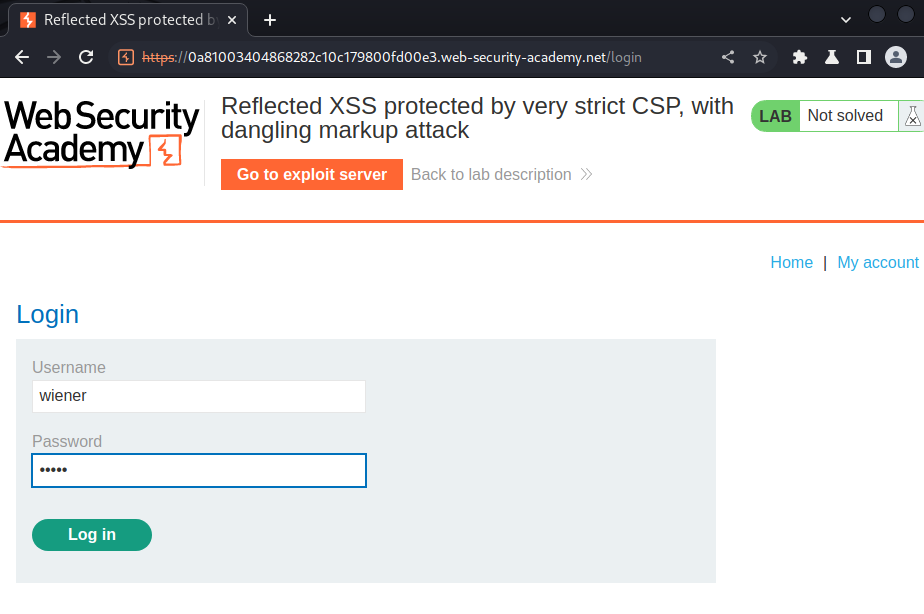 Reflected XSS protected b
https://0a81003404868282c10c179800fd00e3.web-security-academy.net/login
Web Security
Academy
Reflected XSS protected by very strict CSP, with
dangling markup attack
LAB Not solved
Go to exploit server Back to lab description
Home | My account
Login
Username
wiener
Password
•••••
Log in